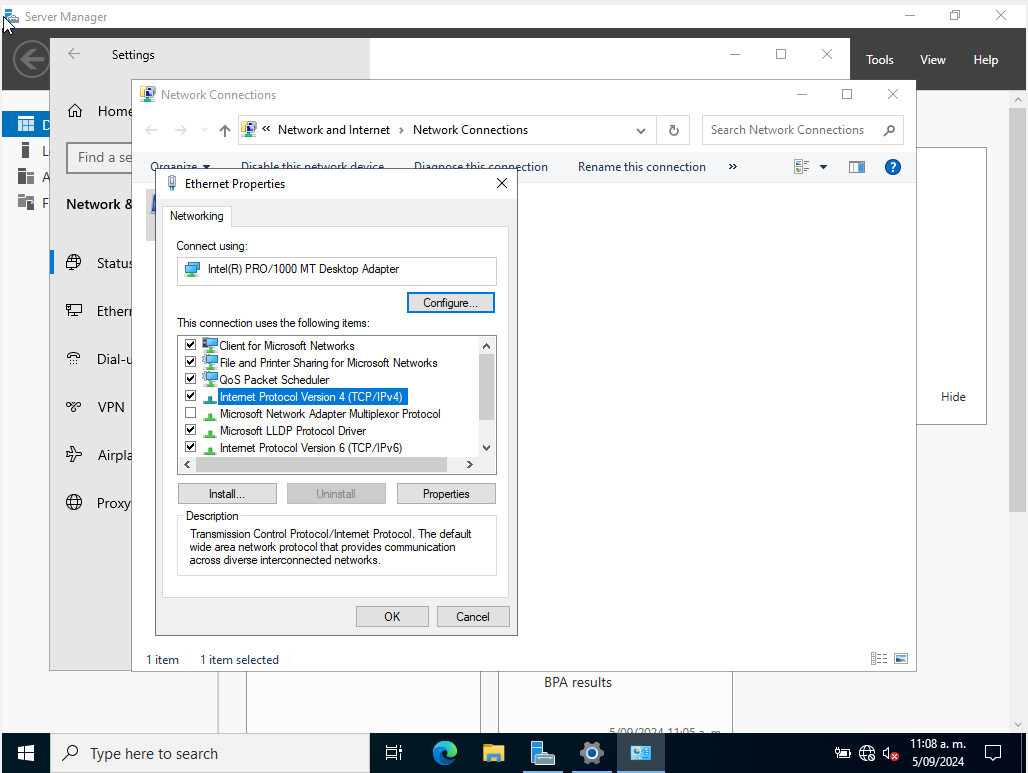 Server Manager
Settings
Tools View Help
Network Connections
Home
« Network and Internet › Network Connections
Search Network Connections
Find a se
Organize
Disable this network device
Diagnose this connection
Rename this connection
»
D
L
A
F
Ethernet Properties
Networking
Network &
Connect using:
Intel(R) PRO/1000 MT Desktop Adapter
Status
Configure...
Ethern
This connection uses the following items:
Client for Microsoft Networks
File and Printer Sharing for Microsoft Networks
Dial-u
QoS Packet Scheduler
Internet Protocol Version 4 (TCP/IPv4)
VPN
Microsoft Network Adapter Multiplexor Protocol
Microsoft LLDP Protocol Driver
Internet Protocol Version 6 (TCP/IPv6)
Hide
Airpla
Install...
Uninstall
Properties
Proxy
Description
Transmission Control Protocol/Internet Protocol. The default
wide area network protocol that provides communication
across diverse interconnected networks.
OK
Cancel
1 item
1 item selected
BPA results
5/09/2024 11:05 a. m.
Type here to search
11:08 a. m.
5/09/2024